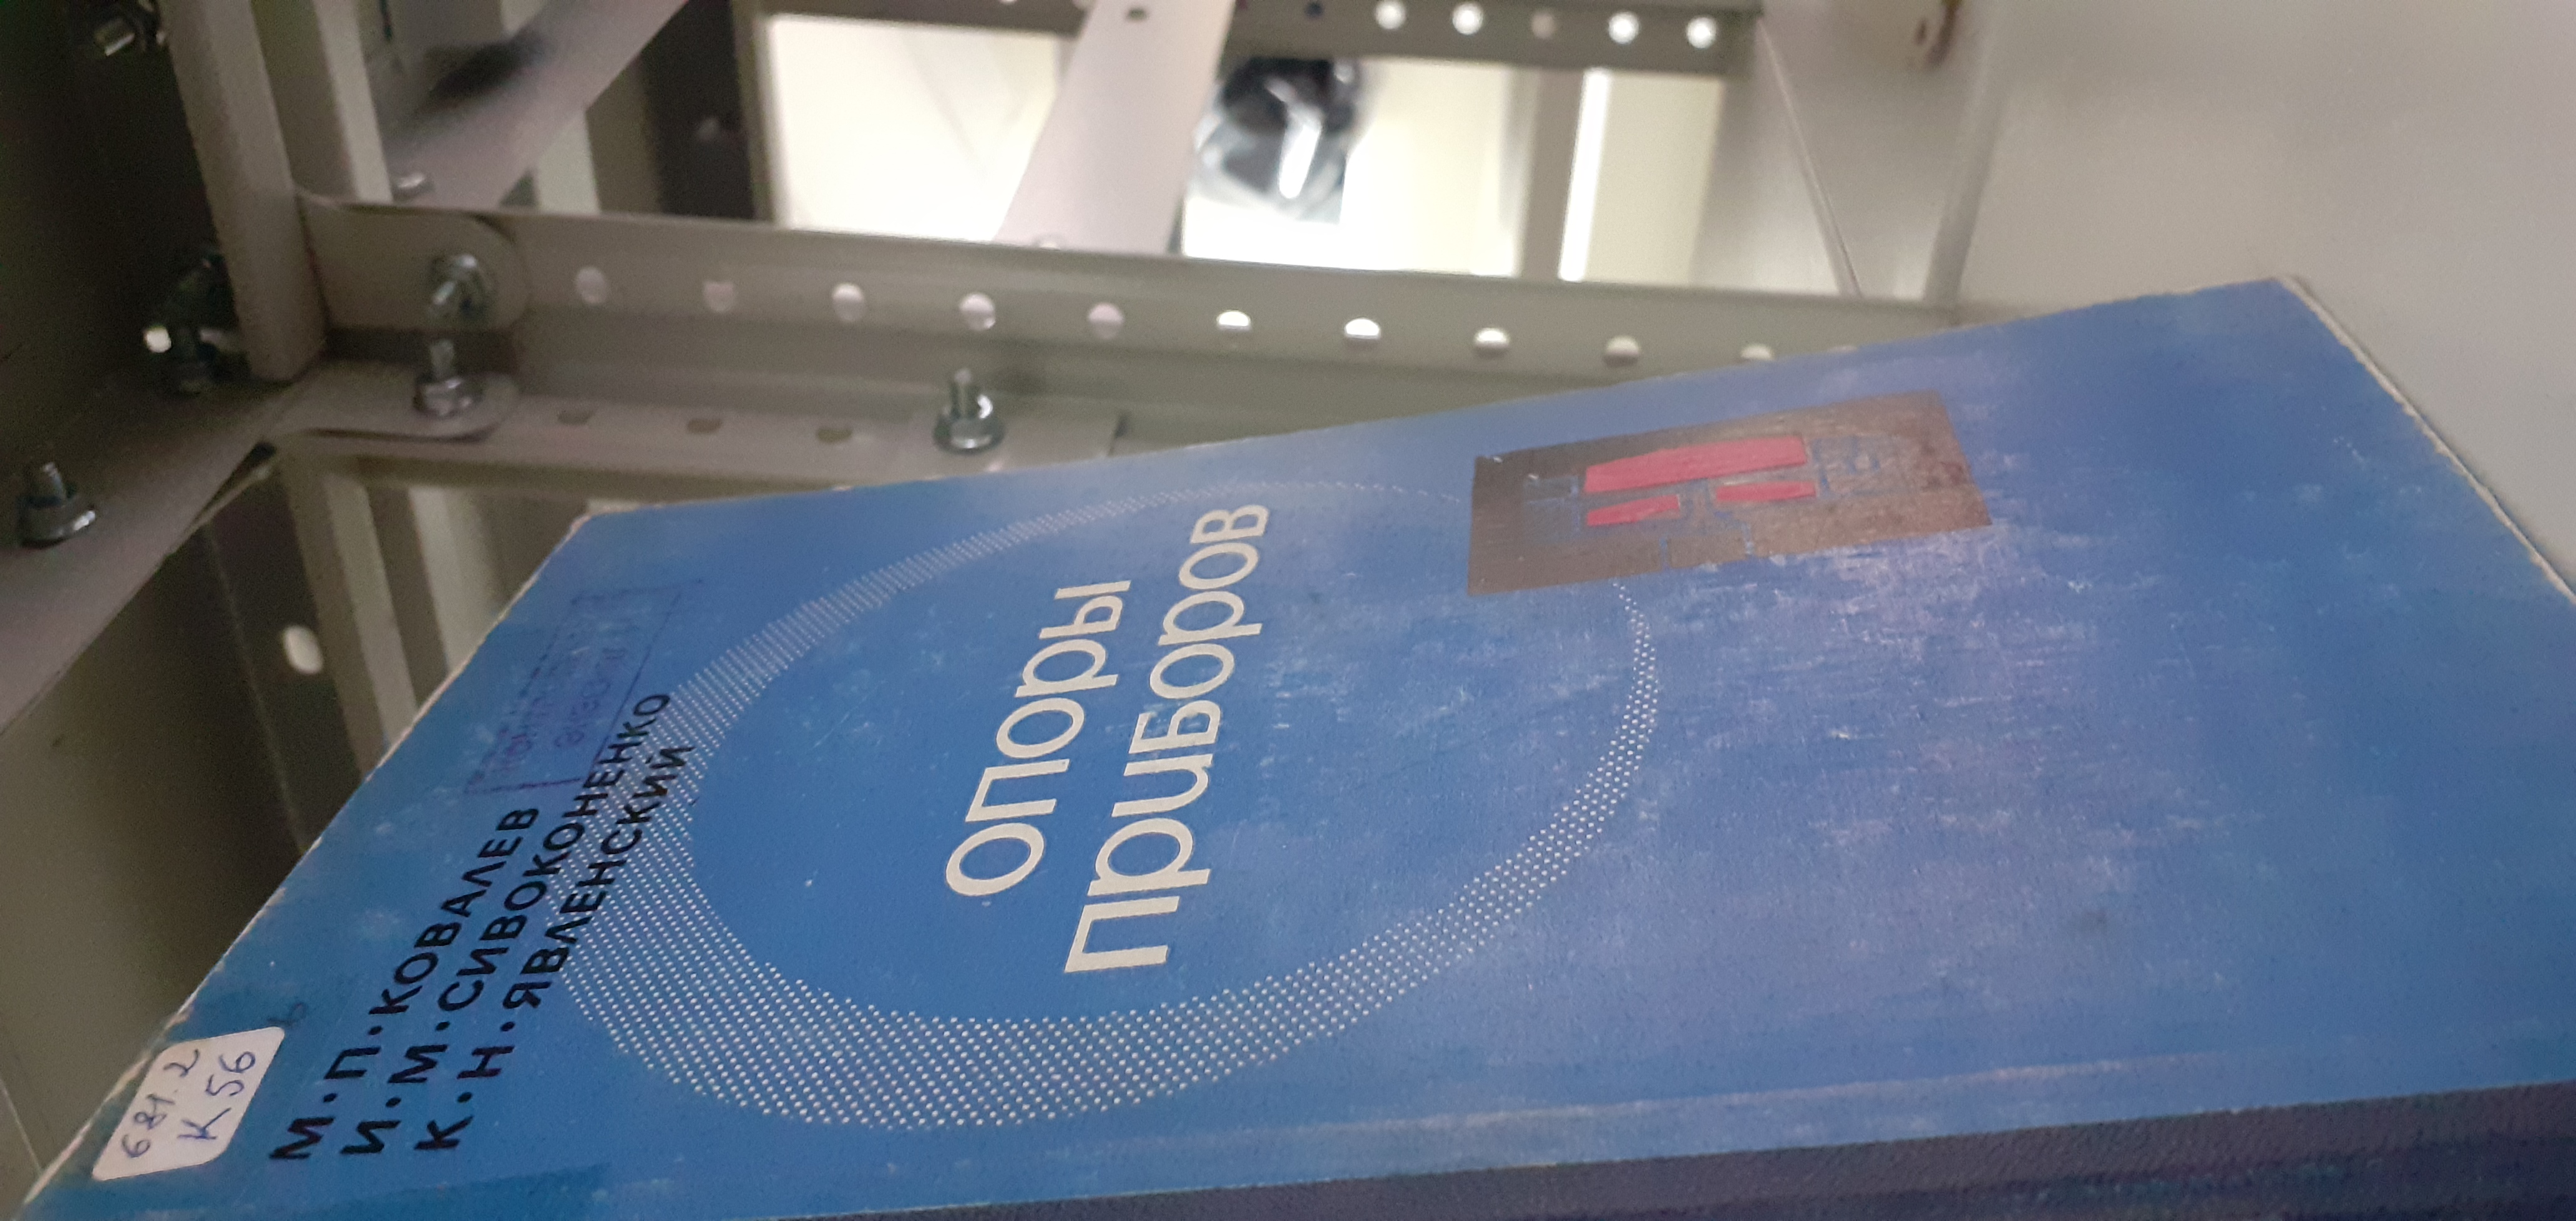 681.2
К 56
М·П·КОВАЛЕВ
И·М·СИВОКОНЕНКО
К·Н·ЯВЛЕНСКИЙ
ОПОРЫ
ПРИБОРОВ